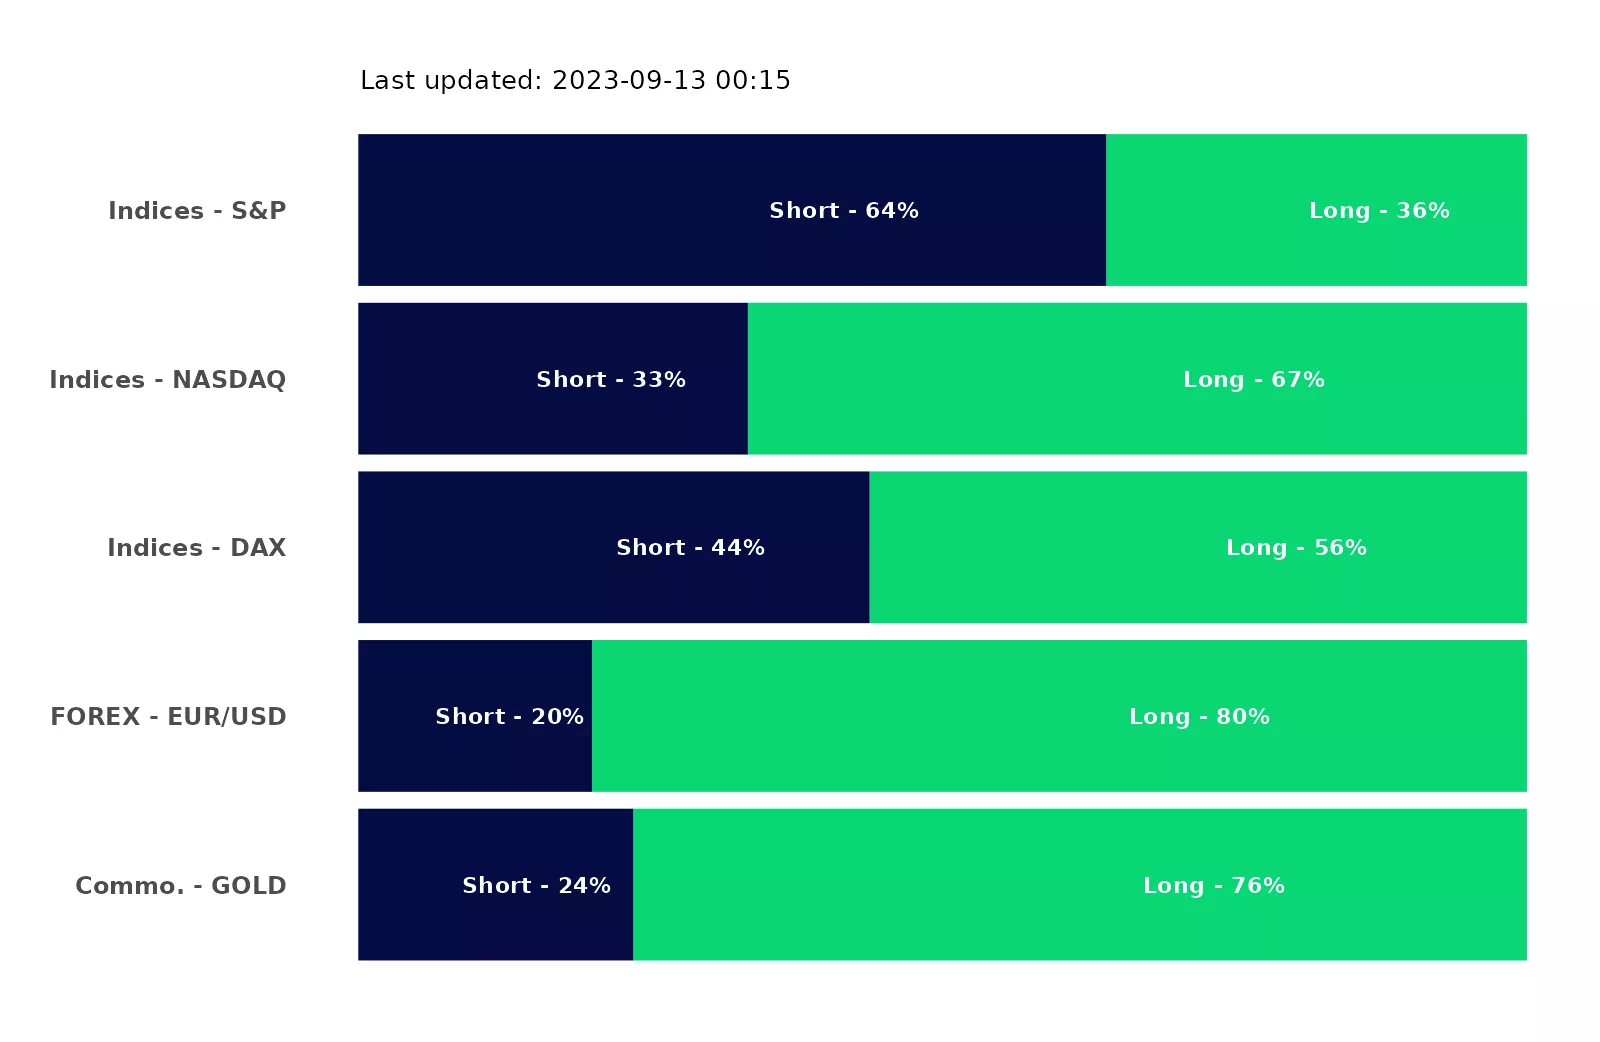 Last updated: 2023-09-13 00:15
Indices - S&P Short - 64% Long - 36%
Indices - NASDAQ Short - 33% Long - 67%
Indices - DAX Short - 44% Long - 56%
FOREX - EUR/USD Short - 20% Long - 80%
Commo. - GOLD Short - 24% Long - 76%